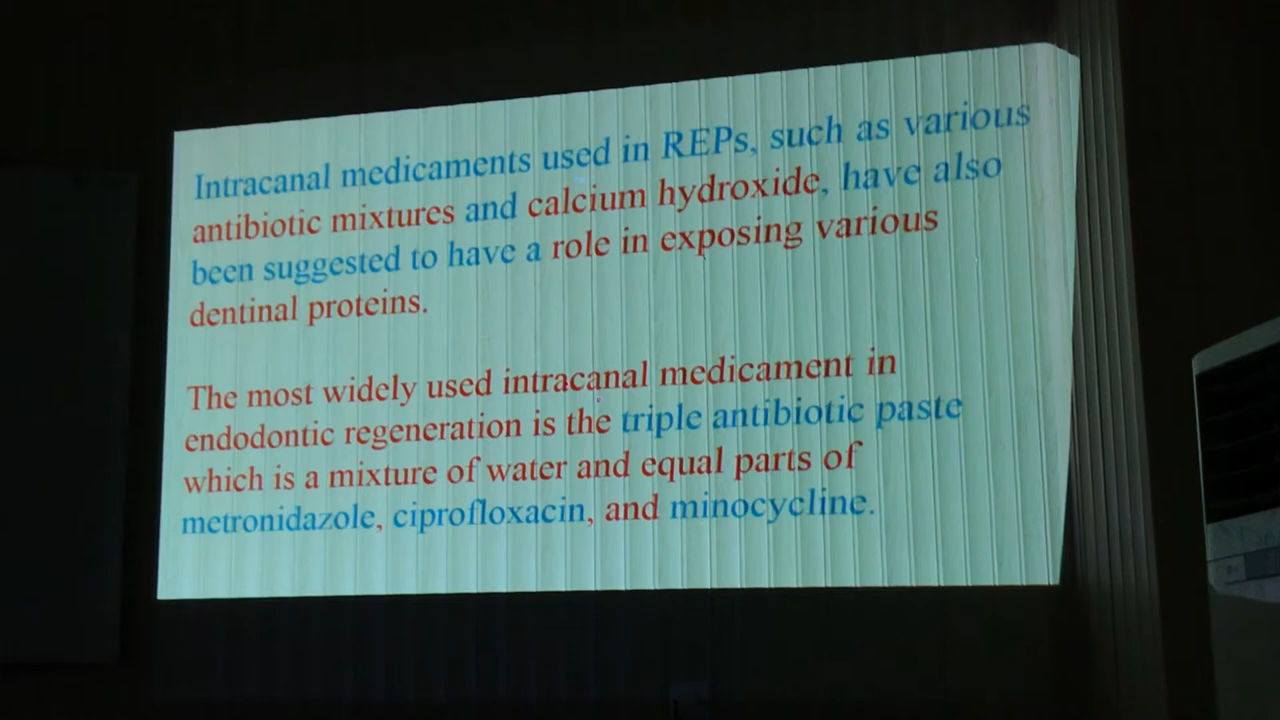 Intracanal medicaments used in REPs, such as various
antibiotic mixtures and calcium hydroxide, have also
been suggested to have a role in exposing various
dentinal proteins.
The most widely used intracanal medicament in
endodontic regeneration is the triple antibiotic paste
which is a mixture of water and equal parts of
metronidazole, ciprofloxacin, and minocycline.